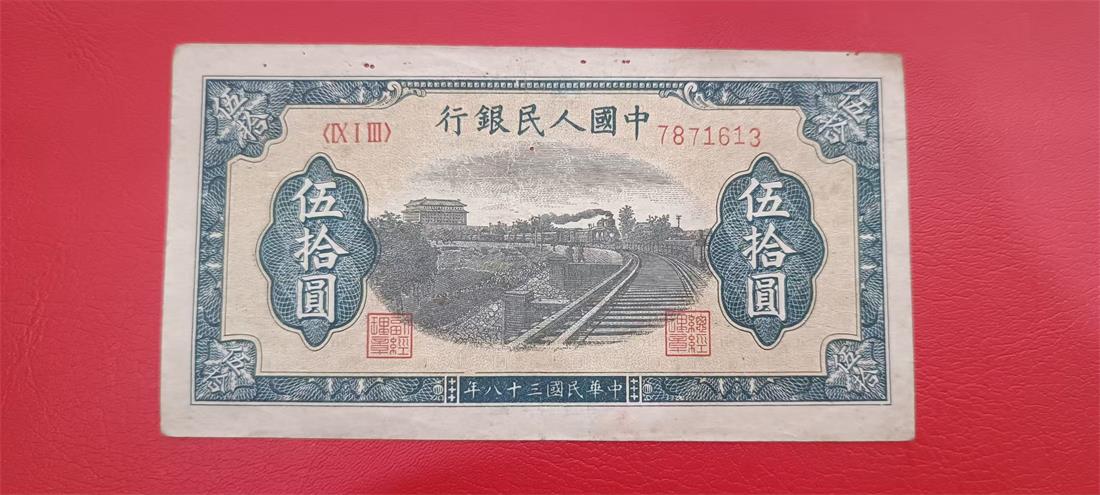 伍拾
伍拾
中國人民銀行
〈IX I III〉
7871613
伍拾圓
伍拾圓
總經理章
副經理章
伍拾
伍拾
中華民國三十八年